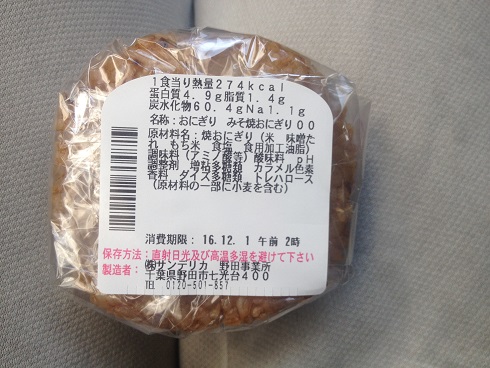 1食当り熱量274kcal
蛋白質4.9g脂質1.4g
炭水化物60.4gNa1.1g
名称：おにぎり みそ焼おにぎり00
原材料名：焼おにぎり（米 味噌た
れ もち米 食塩 食用加工油脂）
調味料（アミノ酸等）酸味料 pH
調整剤 増粘多糖類 カラメル色素
香料 ダイズ多糖類 トレハロース
（原材料の一部に小麦を含む）
消費期限：16.12.1午前2時
保存方法：直射日光及び高温多湿を避けて下さい
製造者：㈱サンデリカ 野田事業所
千葉県野田市七光台400
℡ 0120-501-857